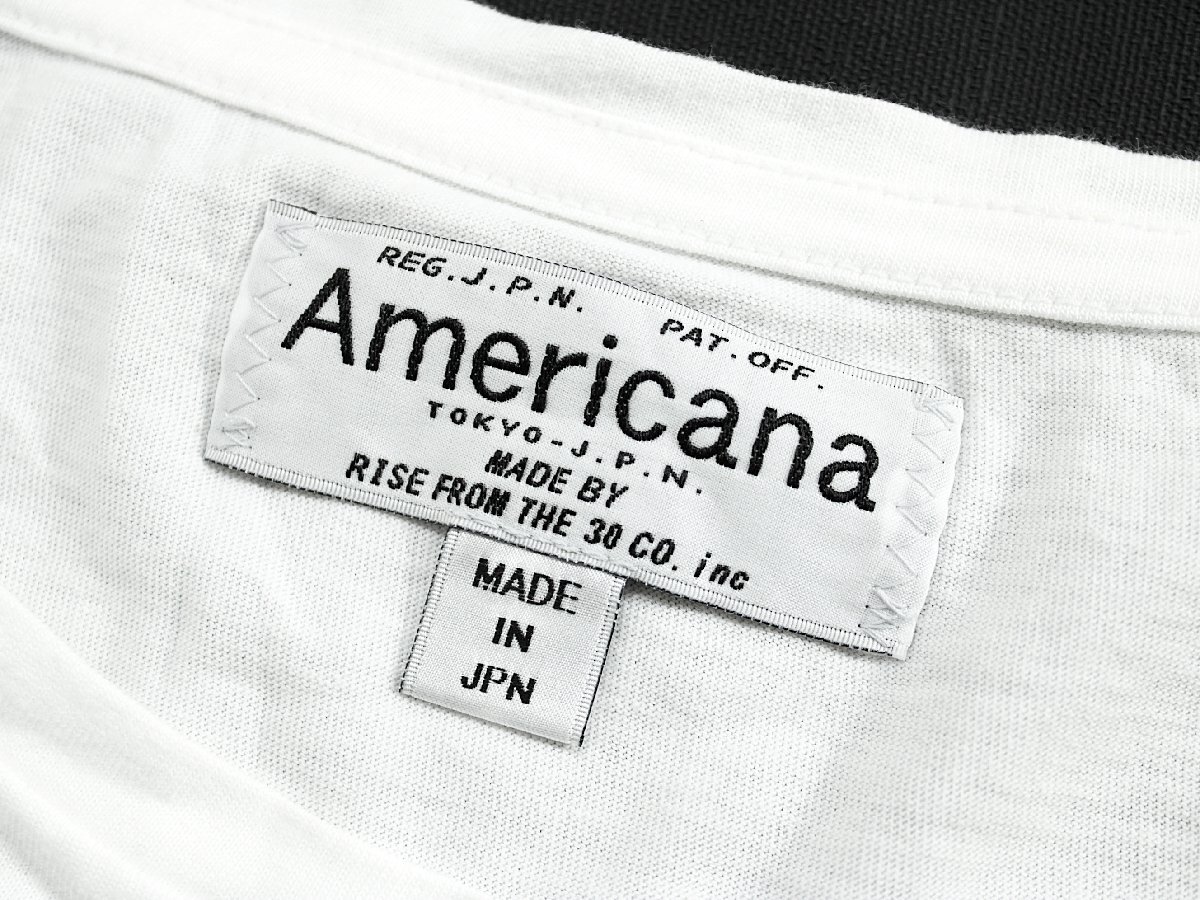 REG.J.P.N. PAT.OFF.
Americana
TOKYO-J.P.N.
MADE BY
RISE FROM THE 30 CO. inc
MADE
IN
JPN